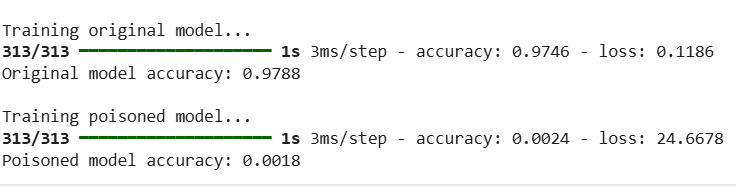 Training original model...
313/313 ━━━━━━━━━━━━━━━━━━━━ 1s 3ms/step - accuracy: 0.9746 - loss: 0.1186
Original model accuracy: 0.9788
Training poisoned model...
313/313 ━━━━━━━━━━━━━━━━━━━━ 1s 3ms/step - accuracy: 0.0024 - loss: 24.6678
Poisoned model accuracy: 0.0018